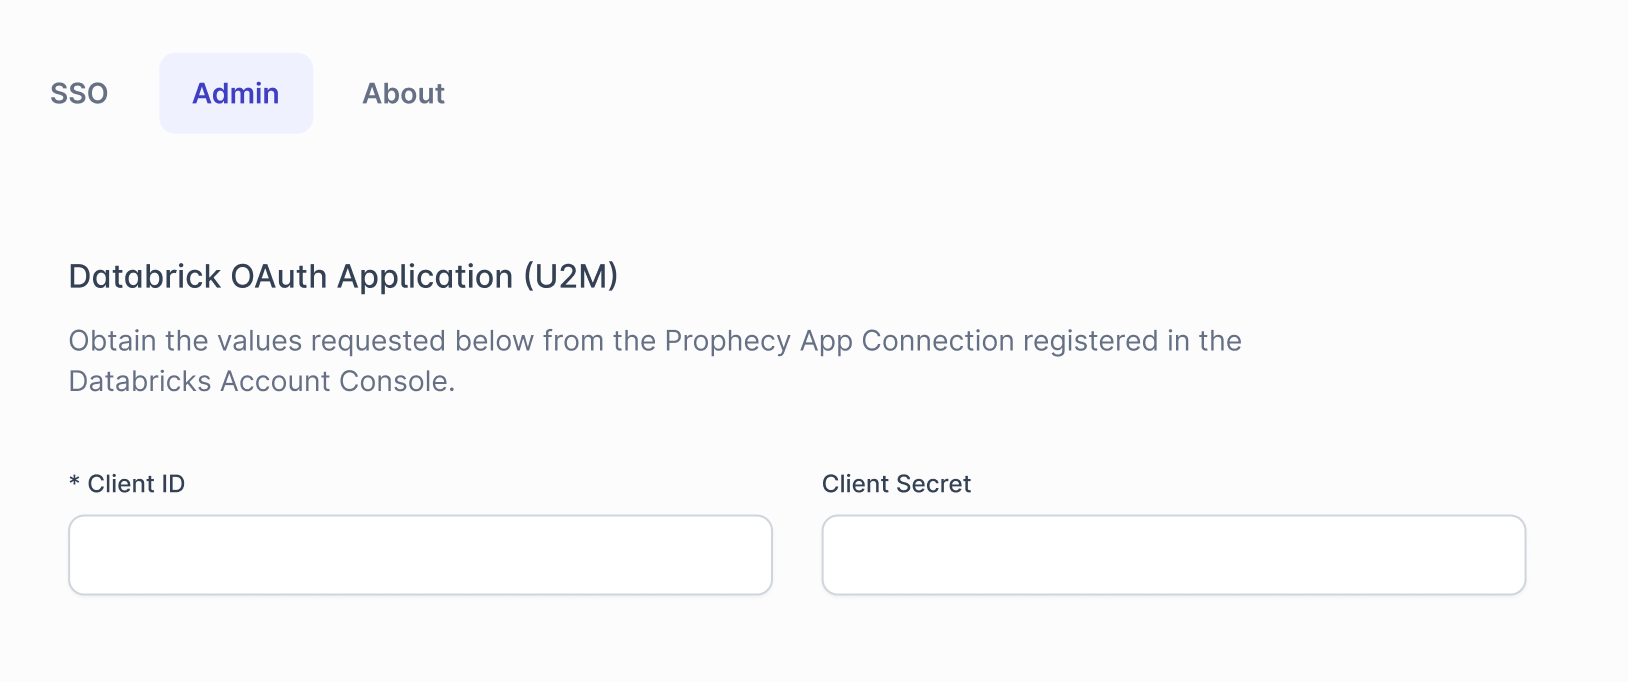 SSO Admin About
Databrick OAuth Application (U2M)
Obtain the values requested below from the Prophecy App Connection registered in the
Databricks Account Console.
* Client ID Client Secret